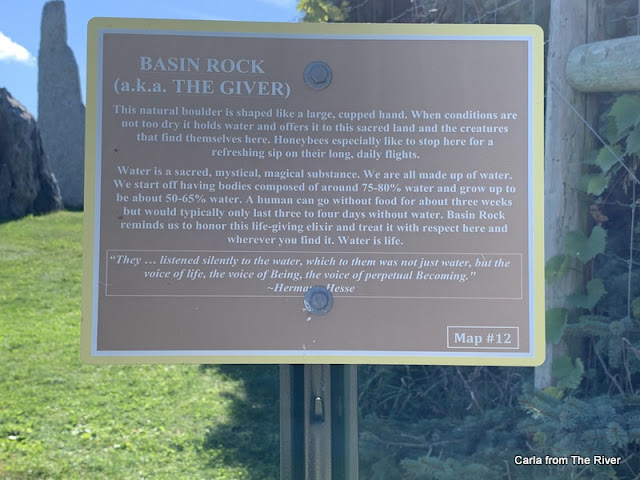 BASIN ROCK
(a.k.a. THE GIVER)
This natural boulder is shaped like a large, cupped hand. When conditions are
not too dry it holds water and offers it to this sacred land and the creatures
that find themselves here. Honeybees especially like to stop here for a
refreshing sip on their long, daily flights.
Water is a sacred, mystical, magical substance. We are all made up of water.
We start off having bodies composed of around 75-80% water and grow up to
be about 50-65% water. A human can go without food for about three weeks
but would typically only last three to four days without water. Basin Rock
reminds us to honor this life-giving elixir and treat it with respect here and
wherever you find it. Water is life.
"They … listened silently to the water, which to them was not just water, but the
voice of life, the voice of Being, the voice of perpetual Becoming."
~Hermann Hesse
Map #12
Carla from The River